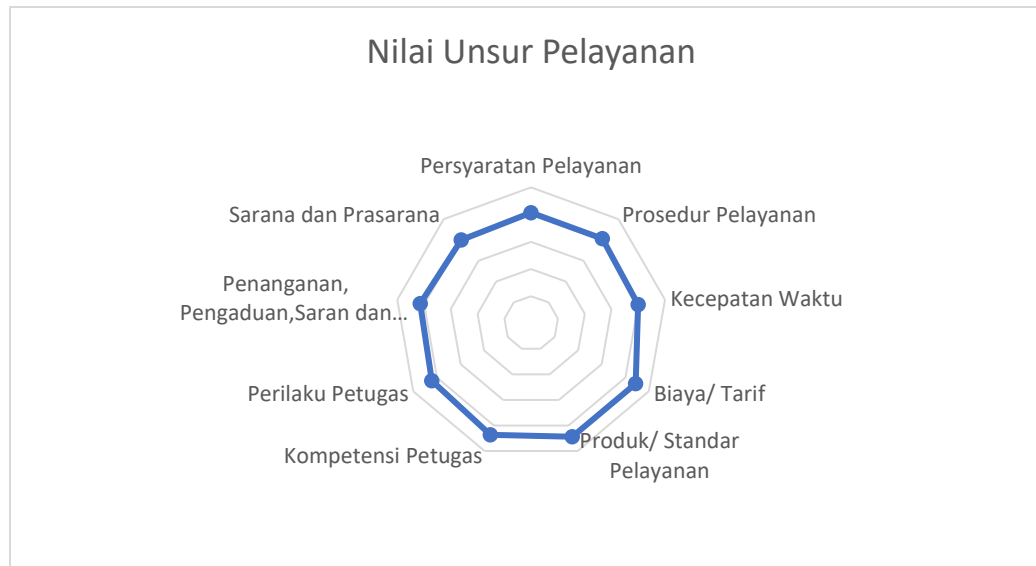 Nilai Unsur Pelayanan
Persyaratan Pelayanan
Prosedur Pelayanan
Kecepatan Waktu
Biaya/ Tarif
Produk/ Standar
Pelayanan
Kompetensi Petugas
Perilaku Petugas
Penanganan,
Pengaduan,Saran dan...
Sarana dan Prasarana